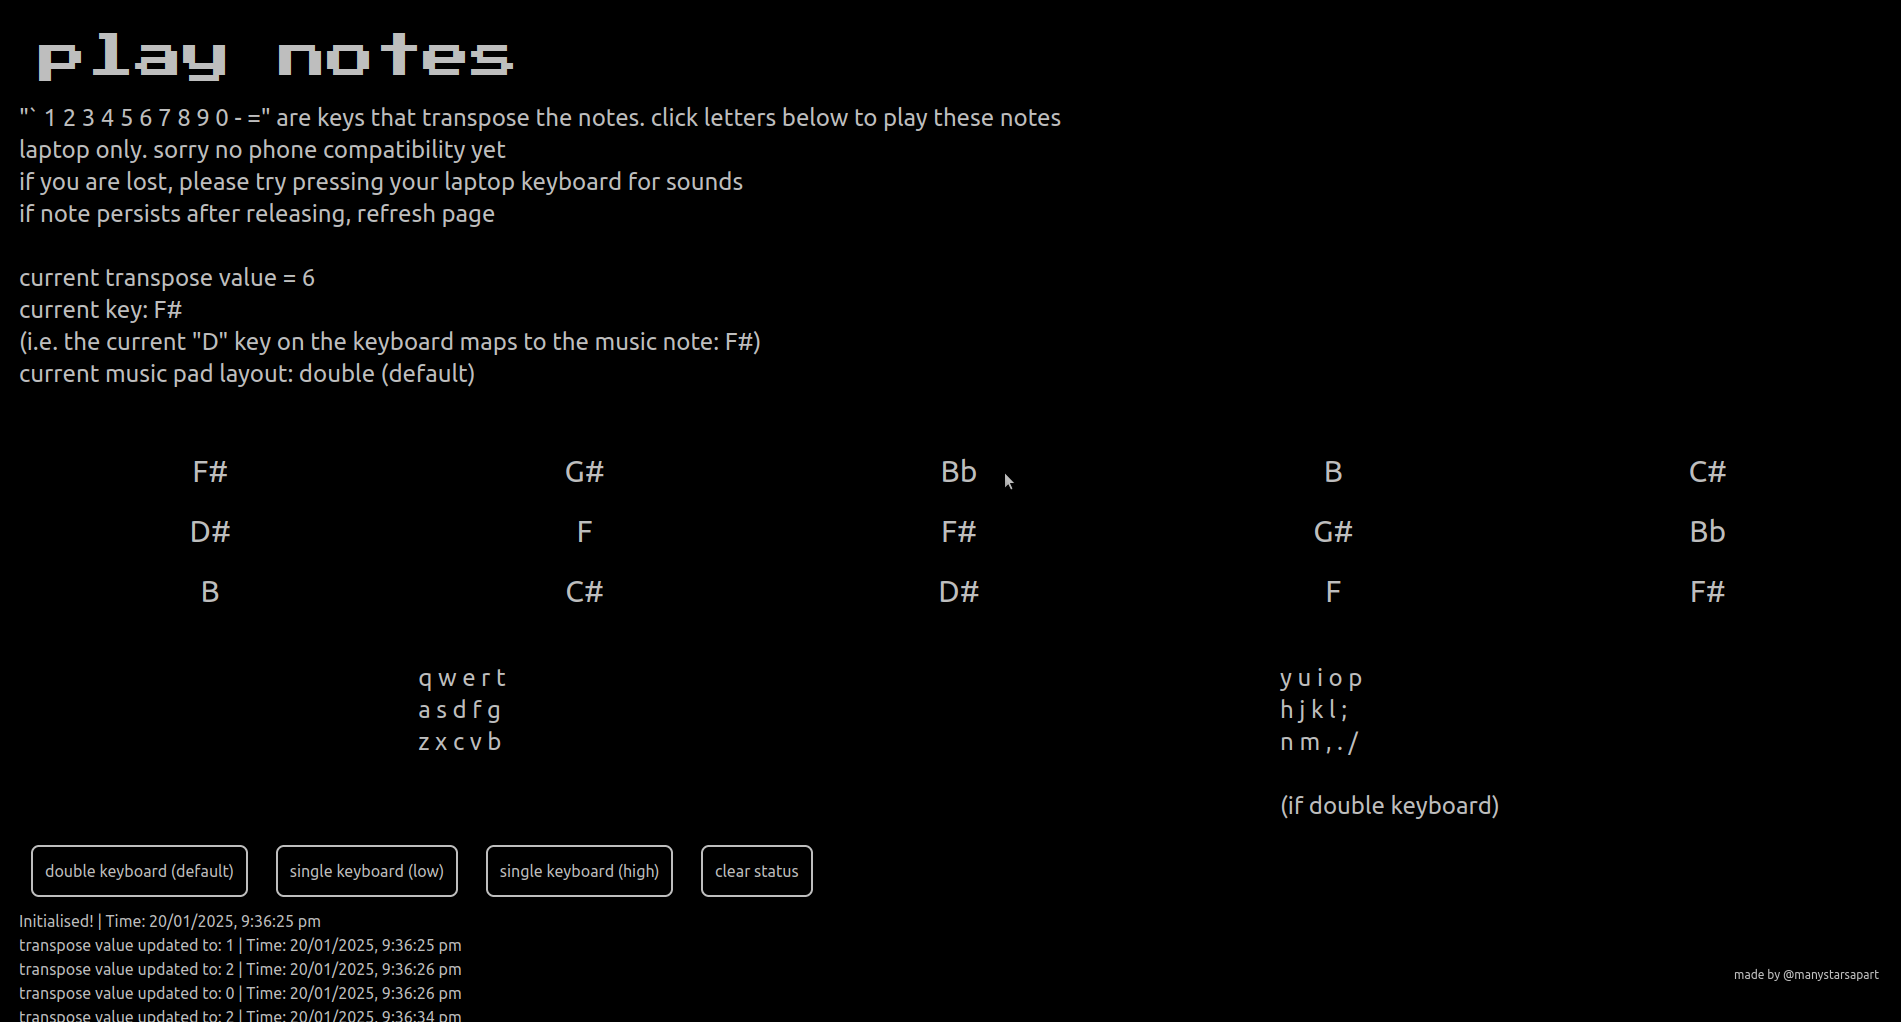 play notes
"` 1 2 3 4 5 6 7 8 9 0 - =" are keys that transpose the notes. click letters below to play these notes
laptop only. sorry no phone compatibility yet
if you are lost, please try pressing your laptop keyboard for sounds
if note persists after releasing, refresh page
current transpose value = 6
current key: F#
(i.e. the current "D" key on the keyboard maps to the music note: F#)
current music pad layout: double (default)
F# G# Bb B C#
D# F F# G# Bb
B C# D# F F#
q w e r t y u i o p
a s d f g h j k l ;
z x c v b n m , . /
(if double keyboard)
double keyboard (default) single keyboard (low) single keyboard (high) clear status
Initialised! | Time: 20/01/2025, 9:36:25 pm
transpose value updated to: 1 | Time: 20/01/2025, 9:36:25 pm
transpose value updated to: 2 | Time: 20/01/2025, 9:36:26 pm
made by @manystarsapart
transpose value updated to: 0 | Time: 20/01/2025, 9:36:26 pm
transpose value updated to: 2 | Time: 20/01/2025, 9:36:34 pm